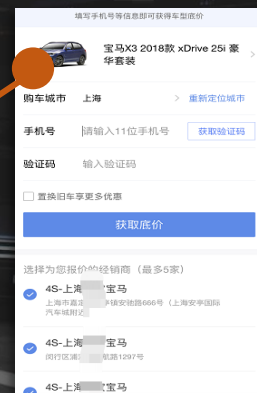 填写手机号等信息即可获得车型底价
宝马X3 2018款 xDrive 25i 豪
华套装
购车城市 上海 重新定位城市
手机号 请输入11位手机号 获取验证码
验证码 输入验证码
置换旧车享更多优惠
获取底价
选择为您报价的经销商（最多5家）
4S-上海 宝马
上海市嘉定 亭镇安驰路666号（上海安亭国际
汽车城附近
4S-上海 宝马
闵行区浦 航路1297号
4S-上海 宝马